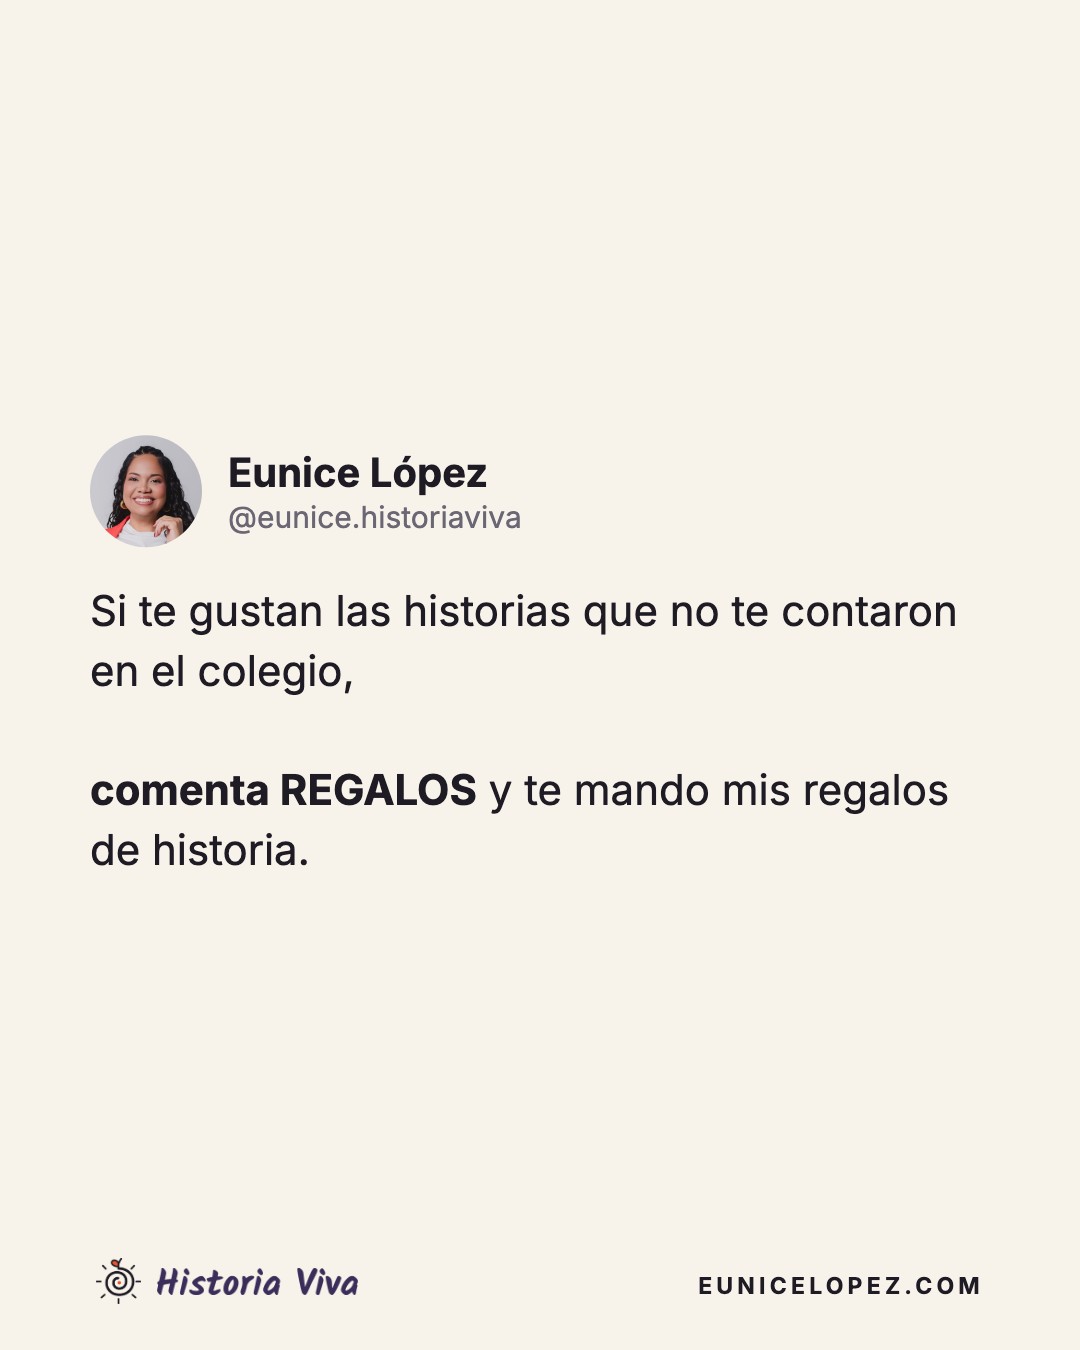 Eunice López
@eunice.historiaviva
Si te gustan las historias que no te contaron
en el colegio,
comenta REGALOS y te mando mis regalos
de historia.
Historia Viva
EUNICELOPEZ.COM